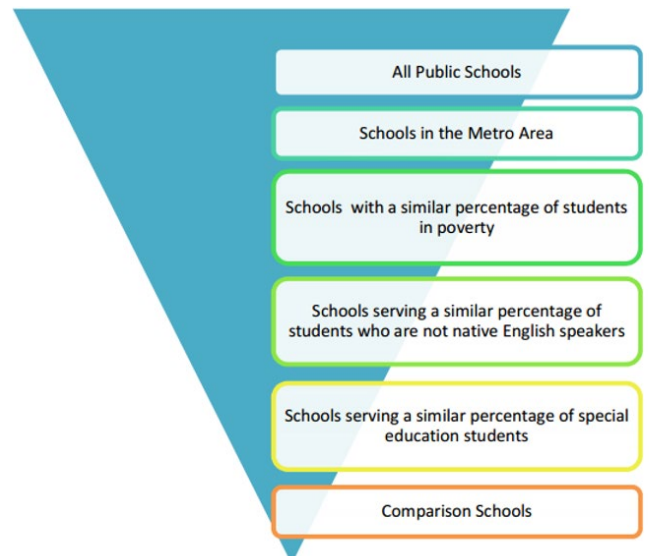 All Public Schools
Schools in the Metro Area
Schools with a similar percentage of students
in poverty
Schools serving a similar percentage of
students who are not native English speakers
Schools serving a similar percentage of special
education students
Comparison Schools